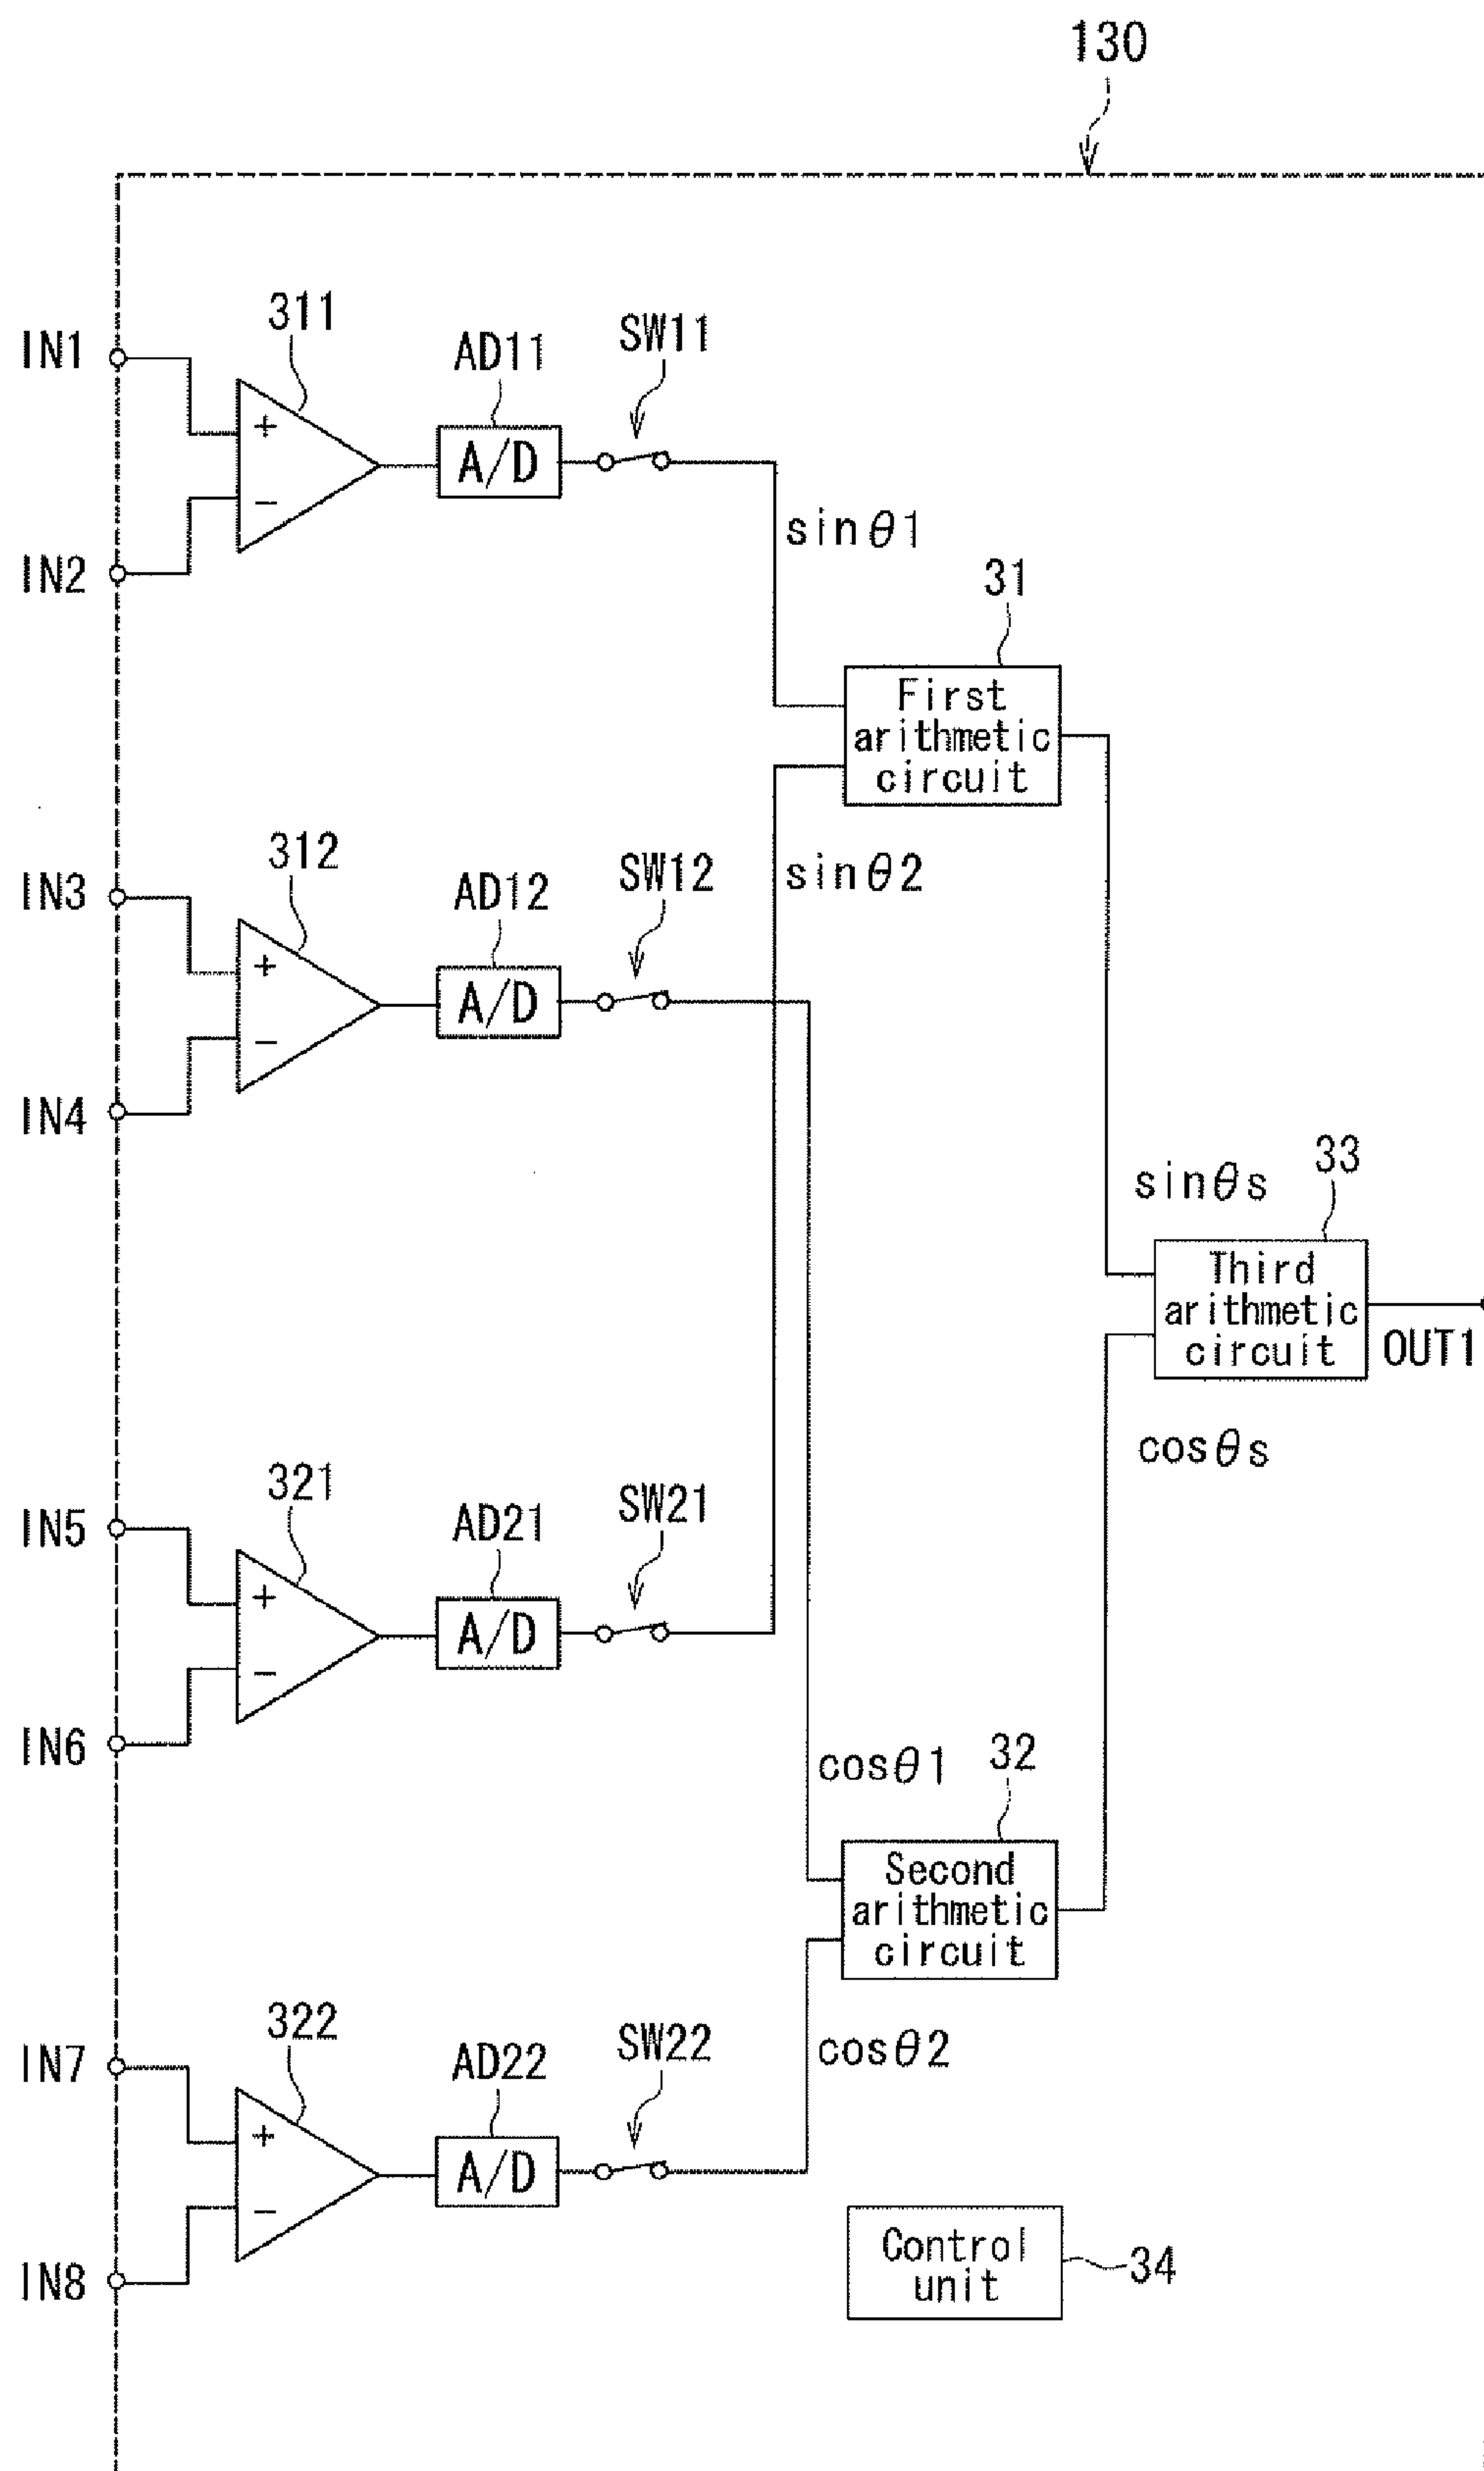 130
311
IN1
AD11
SW11
+
A/D
−
sinθ1
IN2
31
First
arithmetic
circuit
312
IN3
AD12
SW12
sinθ2
+
A/D
−
IN4
33
sinθs
Third
arithmetic
circuit
OUT1
cosθs
321
IN5
AD21
SW21
+
A/D
−
IN6
cosθ1
32
Second
arithmetic
circuit
322
IN7
AD22
SW22
cosθ2
+
A/D
−
IN8
Control
unit
34